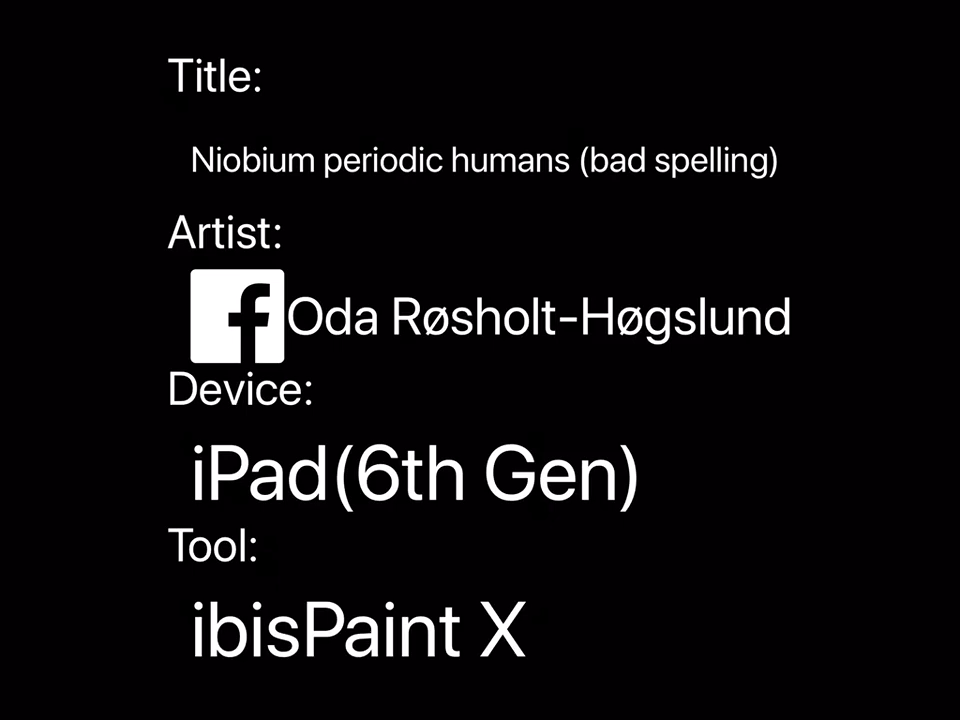 Title:
Niobium periodic humans (bad spelling)
Artist:
Oda Røsholt-Høgslund
Device:
iPad(6th Gen)
Tool:
ibisPaint X